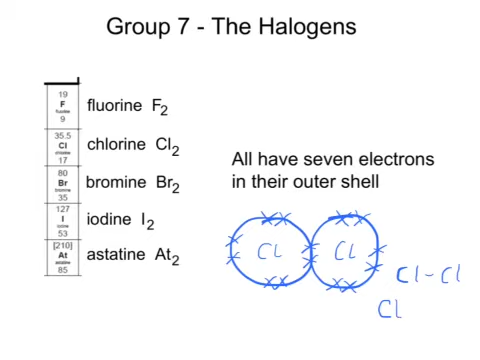 Group 7 - The Halogens
19
F
fluorine
9
fluorine F2
35.5
Cl
chlorine
17
chlorine Cl2
80
Br
bromine
35
bromine Br2
127
I
iodine
53
iodine I2
[210]
At
astatine
85
astatine At2
All have seven electrons
in their outer shell
Cl Cl
Cl-Cl
Cl